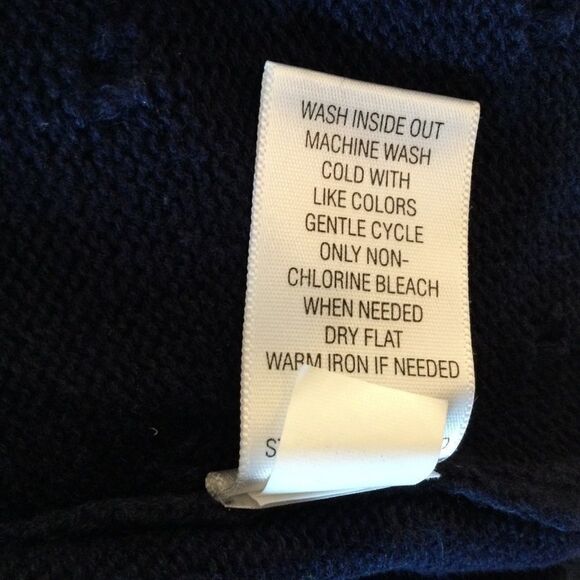 WASH INSIDE OUT
MACHINE WASH
COLD WITH
LIKE COLORS
GENTLE CYCLE
ONLY NON-
CHLORINE BLEACH
WHEN NEEDED
DRY FLAT
WARM IRON IF NEEDED